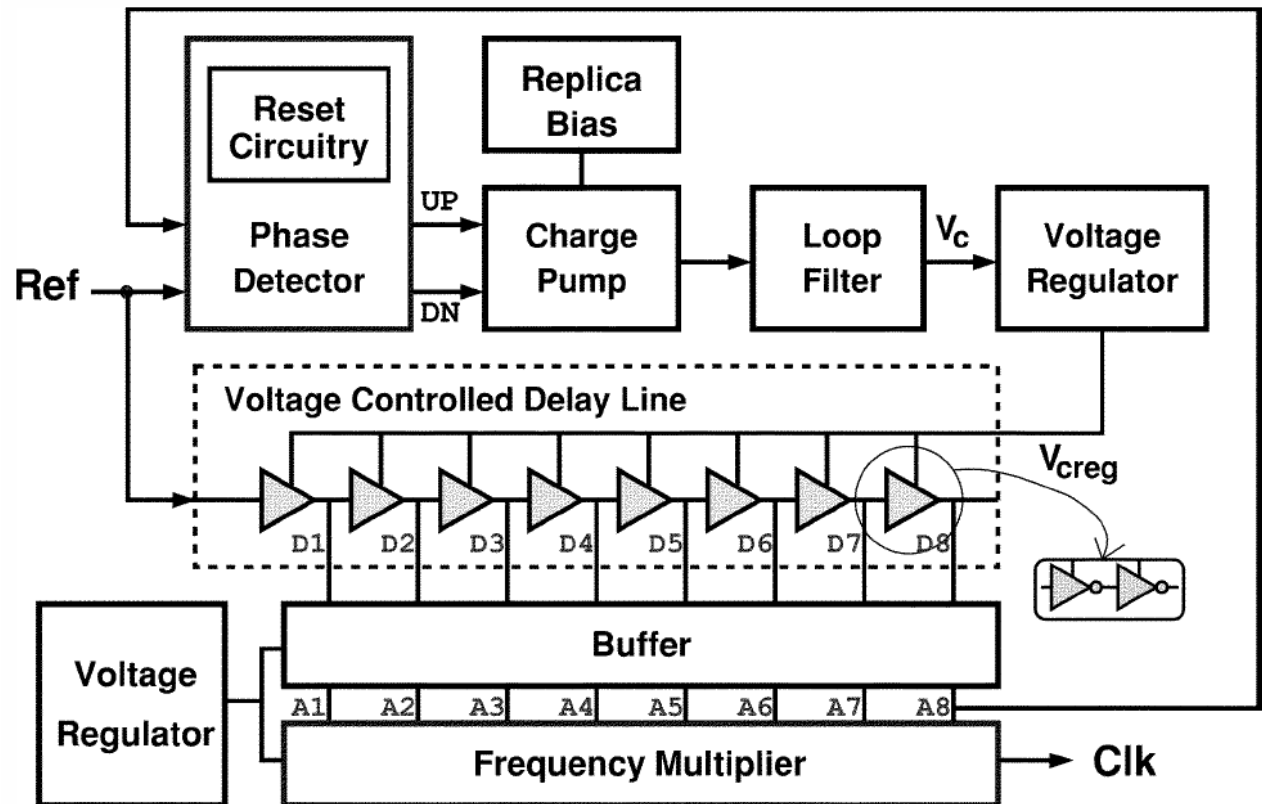 Reset
Circuitry
Phase
Detector
Replica
Bias
UP
DN
Charge
Pump
Loop
Filter
Vc
Voltage
Regulator
Ref
Voltage Controlled Delay Line
Vcreg
D1 D2 D3 D4 D5 D6 D7 D8
Voltage
Regulator
Buffer
A1 A2 A3 A4 A5 A6 A7 A8
Frequency Multiplier
Clk